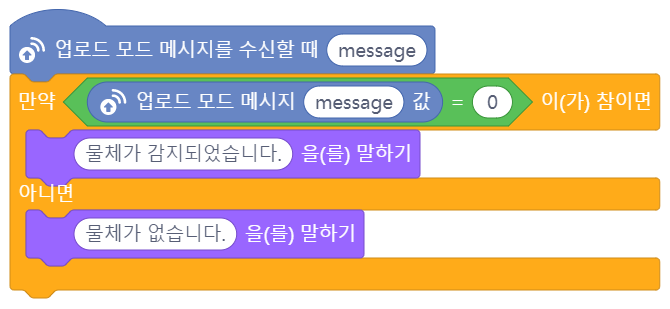 업로드 모드 메시지를 수신할 때 message
만약 업로드 모드 메시지 message 값 = 0 이(가) 참이면
물체가 감지되었습니다. 을(를) 말하기
아니면
물체가 없습니다. 을(를) 말하기